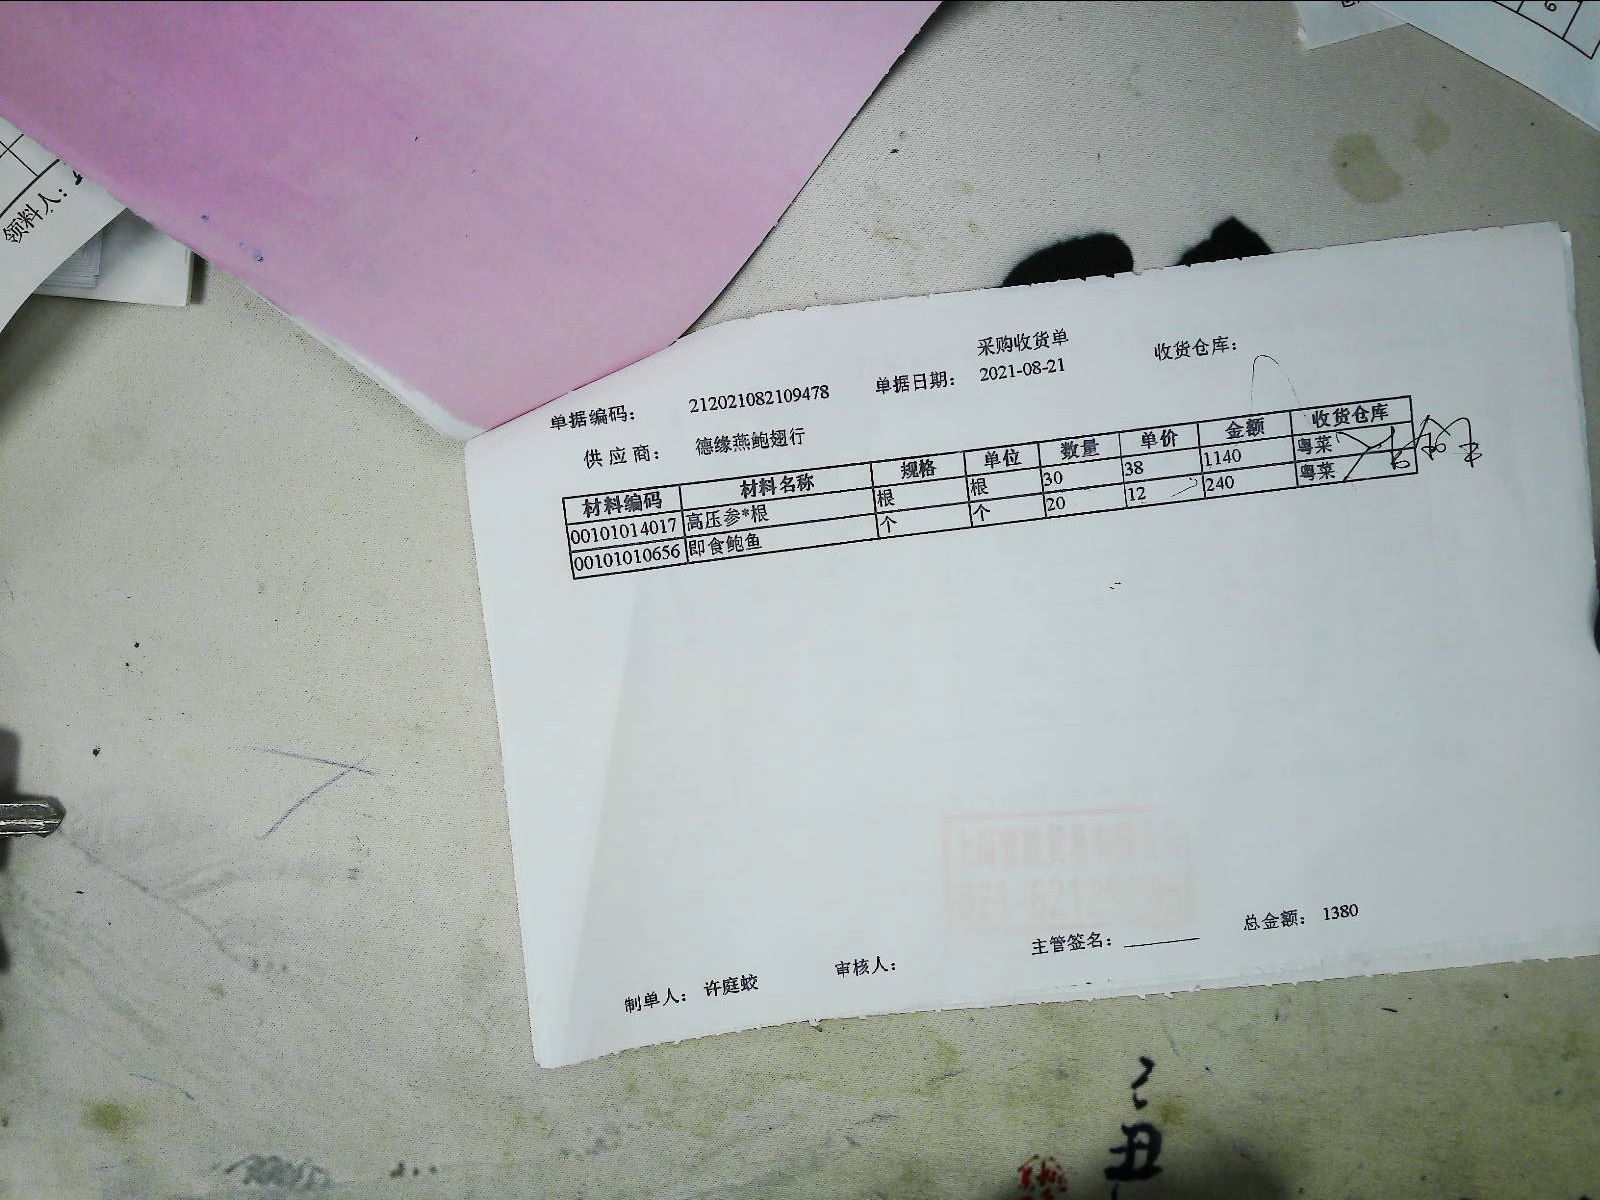 领料人：
6
采购收货单
单据编码： 212021082109478 单据日期： 2021-08-21 收货仓库：
供应商： 德缘燕鲍翅行
材料编码 材料名称 规格 单位 数量 单价 金额 收货仓库
00101014017 高压参*根 根 根 30 38 1140 粤菜
00101010656 即食鲍鱼 个 个 20 12 240 粤菜
制单人： 许庭蛟 审核人： 主管签名： 总金额： 1380
丑